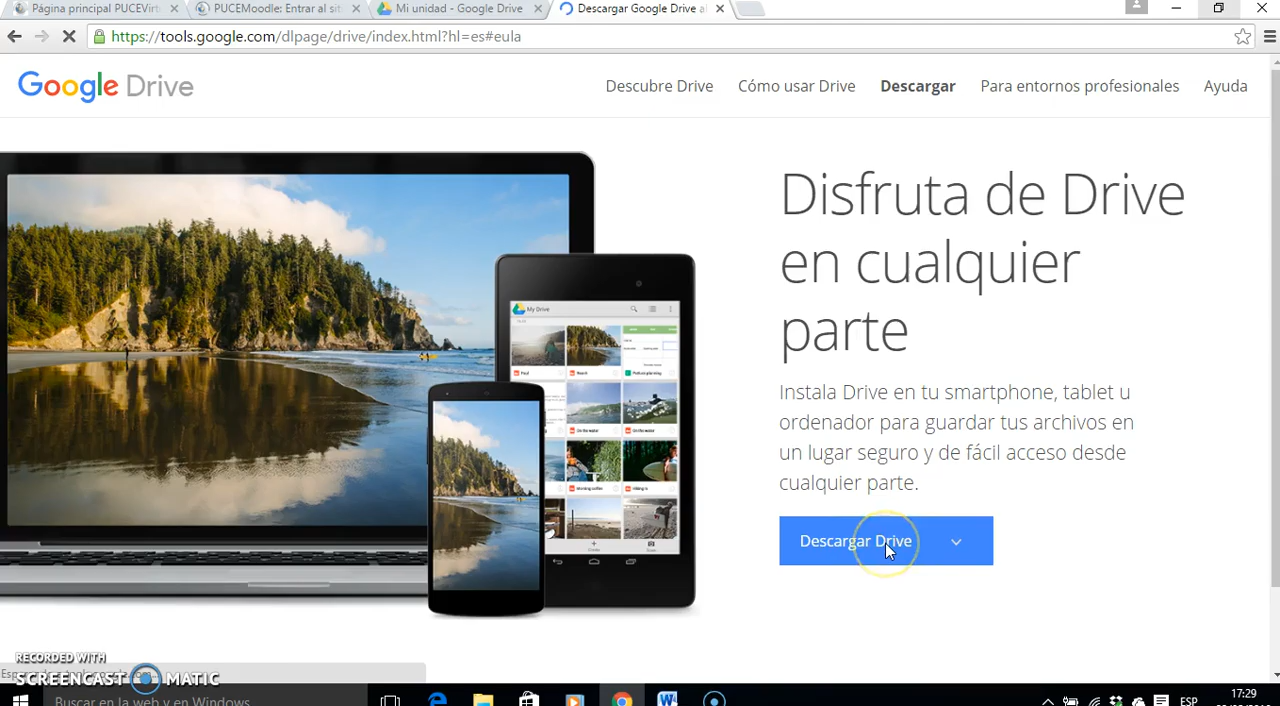 Página principal PUCEVirtu
PUCEMoodle: Entrar al sit
Mi unidad - Google Drive
Descargar Google Drive a
https://tools.google.com/dlpage/drive/index.html?hl=es#eula
Google Drive
Descubre Drive
Cómo usar Drive
Descargar
Para entornos profesionales
Ayuda
Disfruta de Drive
en cualquier
parte
Instala Drive en tu smartphone, tablet u
ordenador para guardar tus archivos en
un lugar seguro y de fácil acceso desde
cualquier parte.
Descargar Drive
My Drive
RECORDED WITH
SCREENCAST MATIC
Buscar en la web y en Windows
ESP
17:29